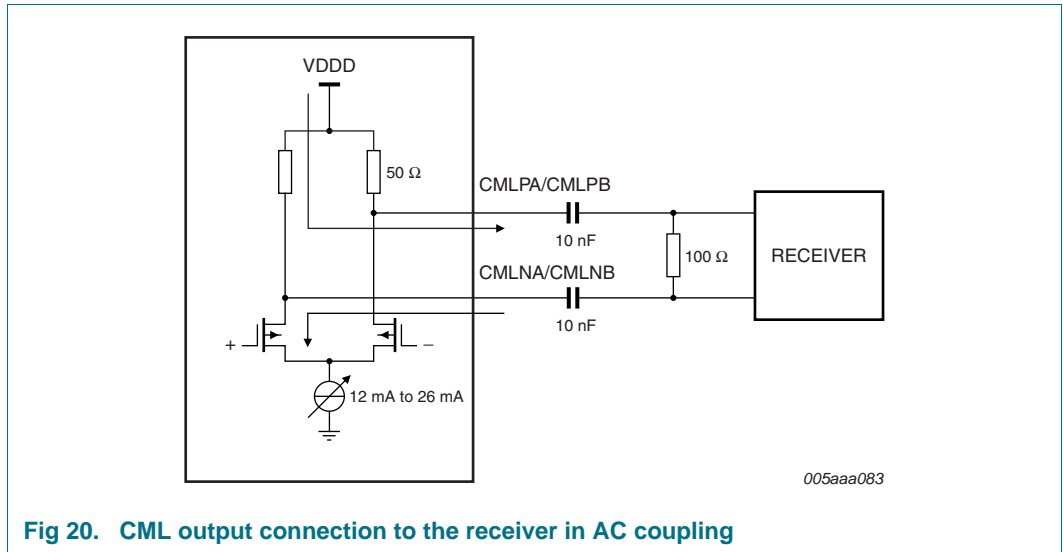 VDDD
50 Ω
CMLPA/CMLPB
10 nF
100 Ω
RECEIVER
CMLNA/CMLNB
10 nF
+
−
12 mA to 26 mA
005aaa083
Fig 20. CML output connection to the receiver in AC coupling